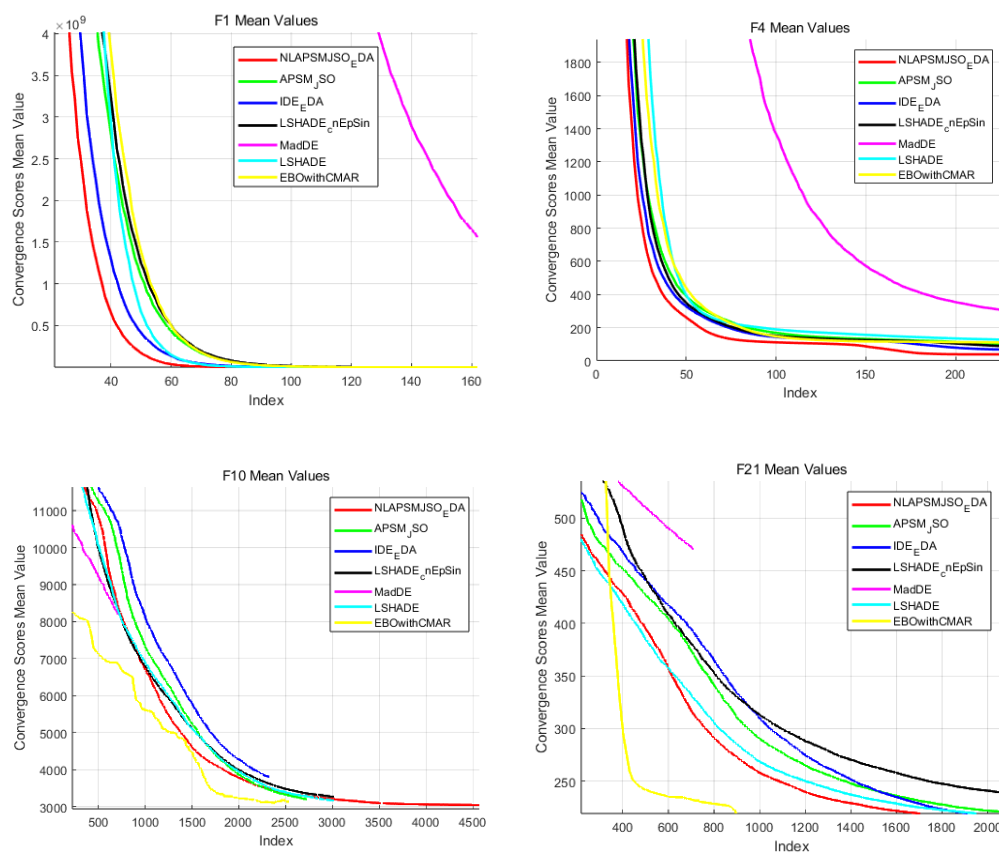 F1 Mean Values
× 10^9
4
3.5
3
2.5
2
1.5
1
0.5
40 60 80 100 120 140 160
Index
Convergence Scores Mean Value
NLAPSMJSO_EDA
APSM_JSO
IDE_EDA
LSHADE_cnEpSin
MadDE
LSHADE
EBOwithCMAR
F4 Mean Values
1800
1600
1400
1200
1000
800
600
400
200
0
0 50 100 150 200
Index
Convergence Scores Mean Value
NLAPSMJSO_EDA
APSM_JSO
IDE_EDA
LSHADE_cnEpSin
MadDE
LSHADE
EBOwithCMAR
F10 Mean Values
11000
10000
9000
8000
7000
6000
5000
4000
3000
500 1000 1500 2000 2500 3000 3500 4000 4500
Index
Convergence Scores Mean Value
NLAPSMJSO_EDA
APSM_JSO
IDE_EDA
LSHADE_cnEpSin
MadDE
LSHADE
EBOwithCMAR
F21 Mean Values
500
450
400
350
300
250
400 600 800 1000 1200 1400 1600 1800 2000
Index
Convergence Scores Mean Value
NLAPSMJSO_EDA
APSM_JSO
IDE_EDA
LSHADE_cnEpSin
MadDE
LSHADE
EBOwithCMAR